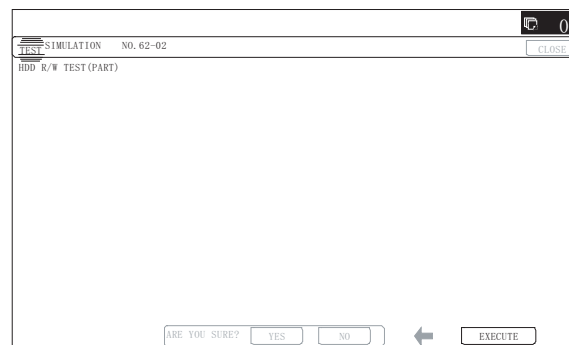 0
TEST SIMULATION NO. 62-02
CLOSE
HDD R/W TEST(PART)
ARE YOU SURE? YES NO EXECUTE